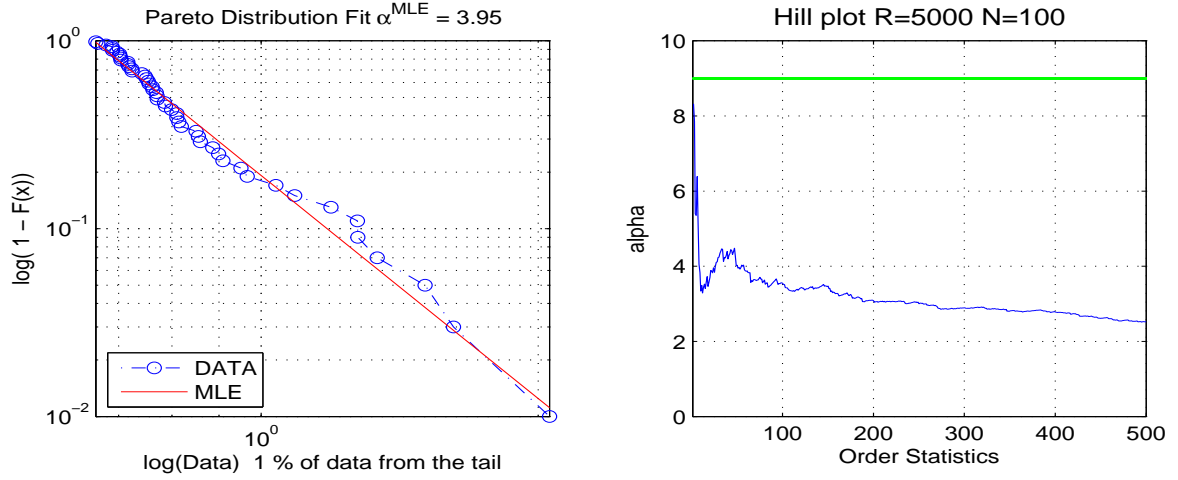 Pareto Distribution Fit α^MLE = 3.95
10^0
10^−1
10^−2
log( 1 − F(x))
DATA
MLE
10^0
log(Data) 1 % of data from the tail
Hill plot R=5000 N=100
10
8
6
4
2
0
alpha
100 200 300 400 500
Order Statistics